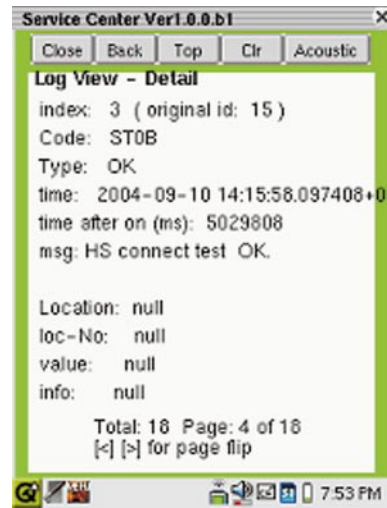 Service Center Ver1.0.0.b1 ×
Close Back Top Clr Acoustic
Log View - Detail
index: 3 ( original id: 15 )
Code: ST0B
Type: OK
time: 2004-09-10 14:15:58.097408+0
time after on (ms): 5029808
msg: HS connect test OK.
Location: null
loc-No: null
value: null
info: null
Total: 18 Page: 4 of 18
[<] [>] for page flip
7:53 PM